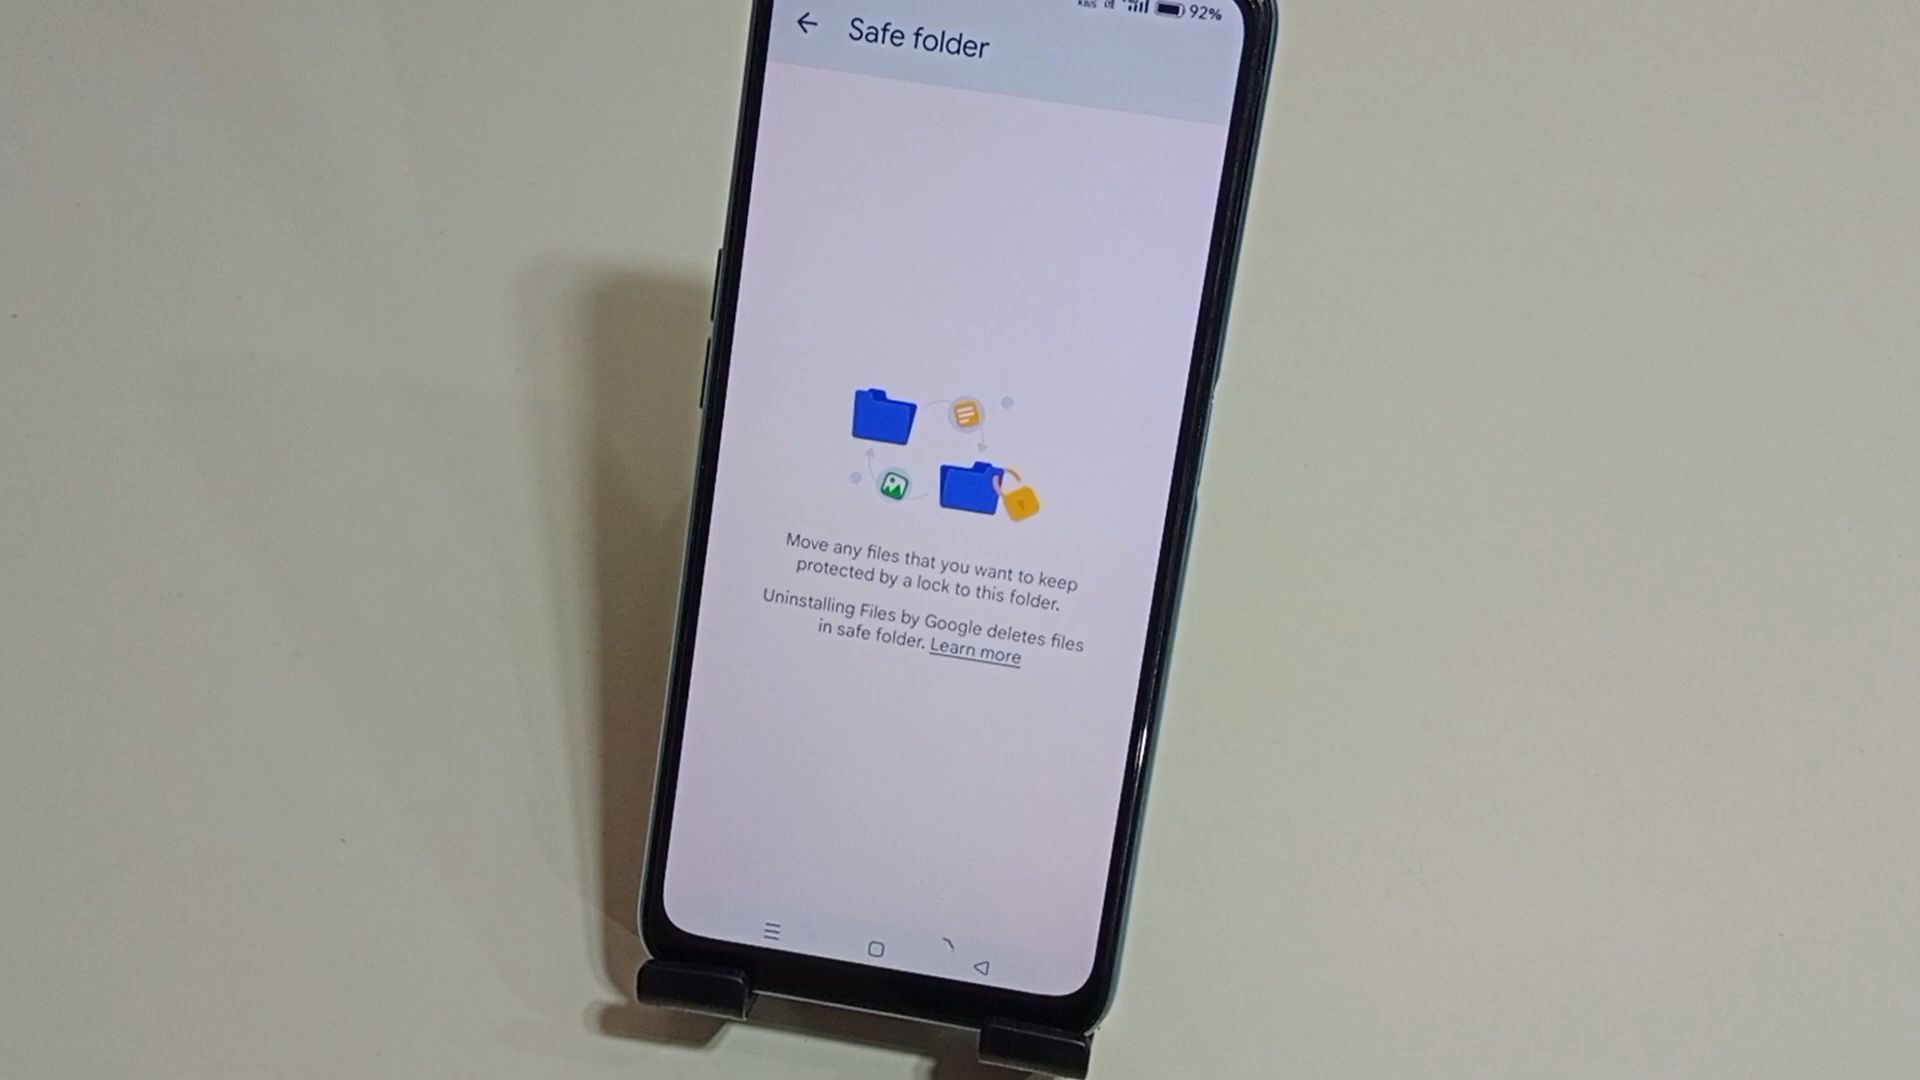 92%
Safe folder
Move any files that you want to keep
protected by a lock to this folder.
Uninstalling Files by Google deletes files
in safe folder. Learn more